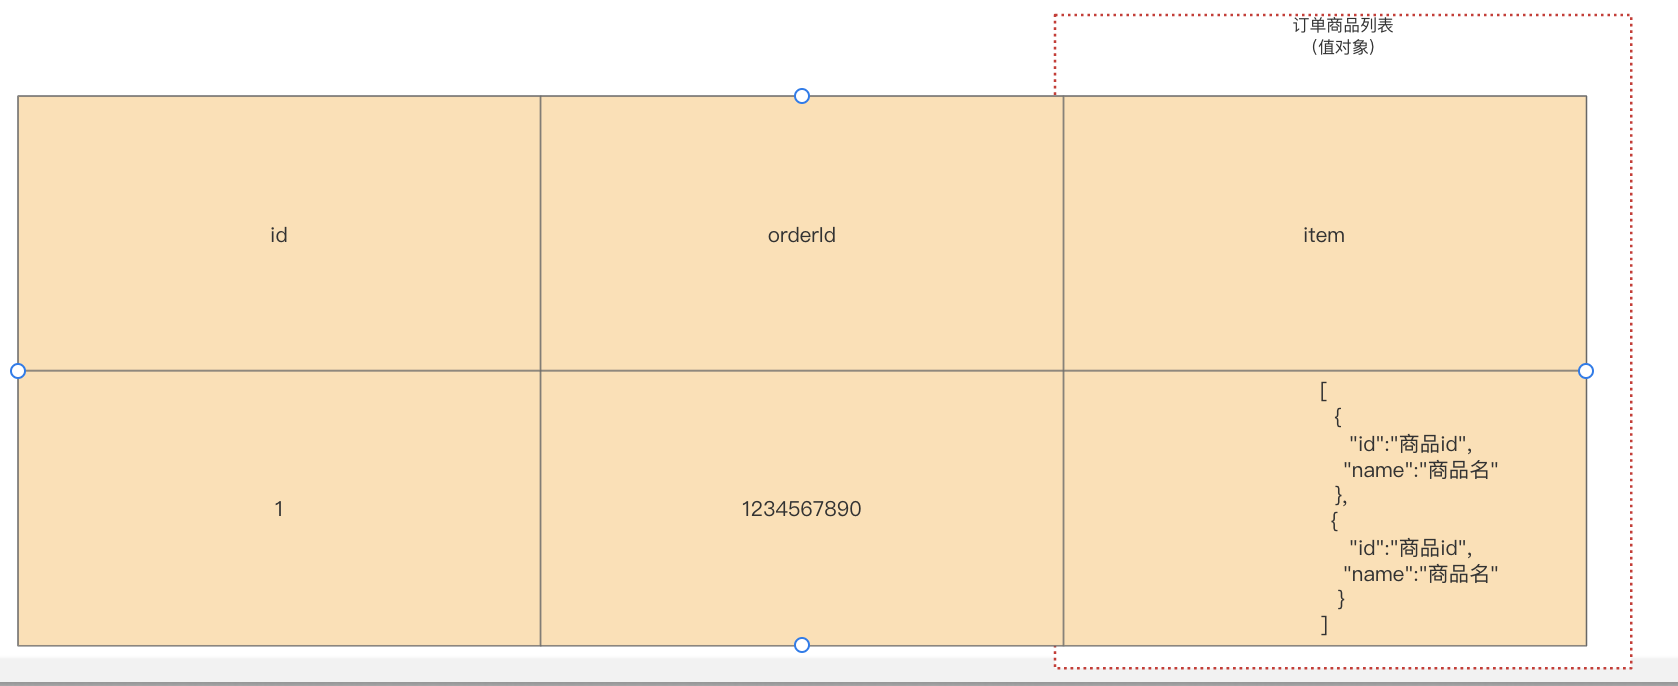 订单商品列表
（值对象）
id
orderId
item
1
1234567890
[
{
"id":"商品id",
"name":"商品名"
},
{
"id":"商品id",
"name":"商品名"
}
]